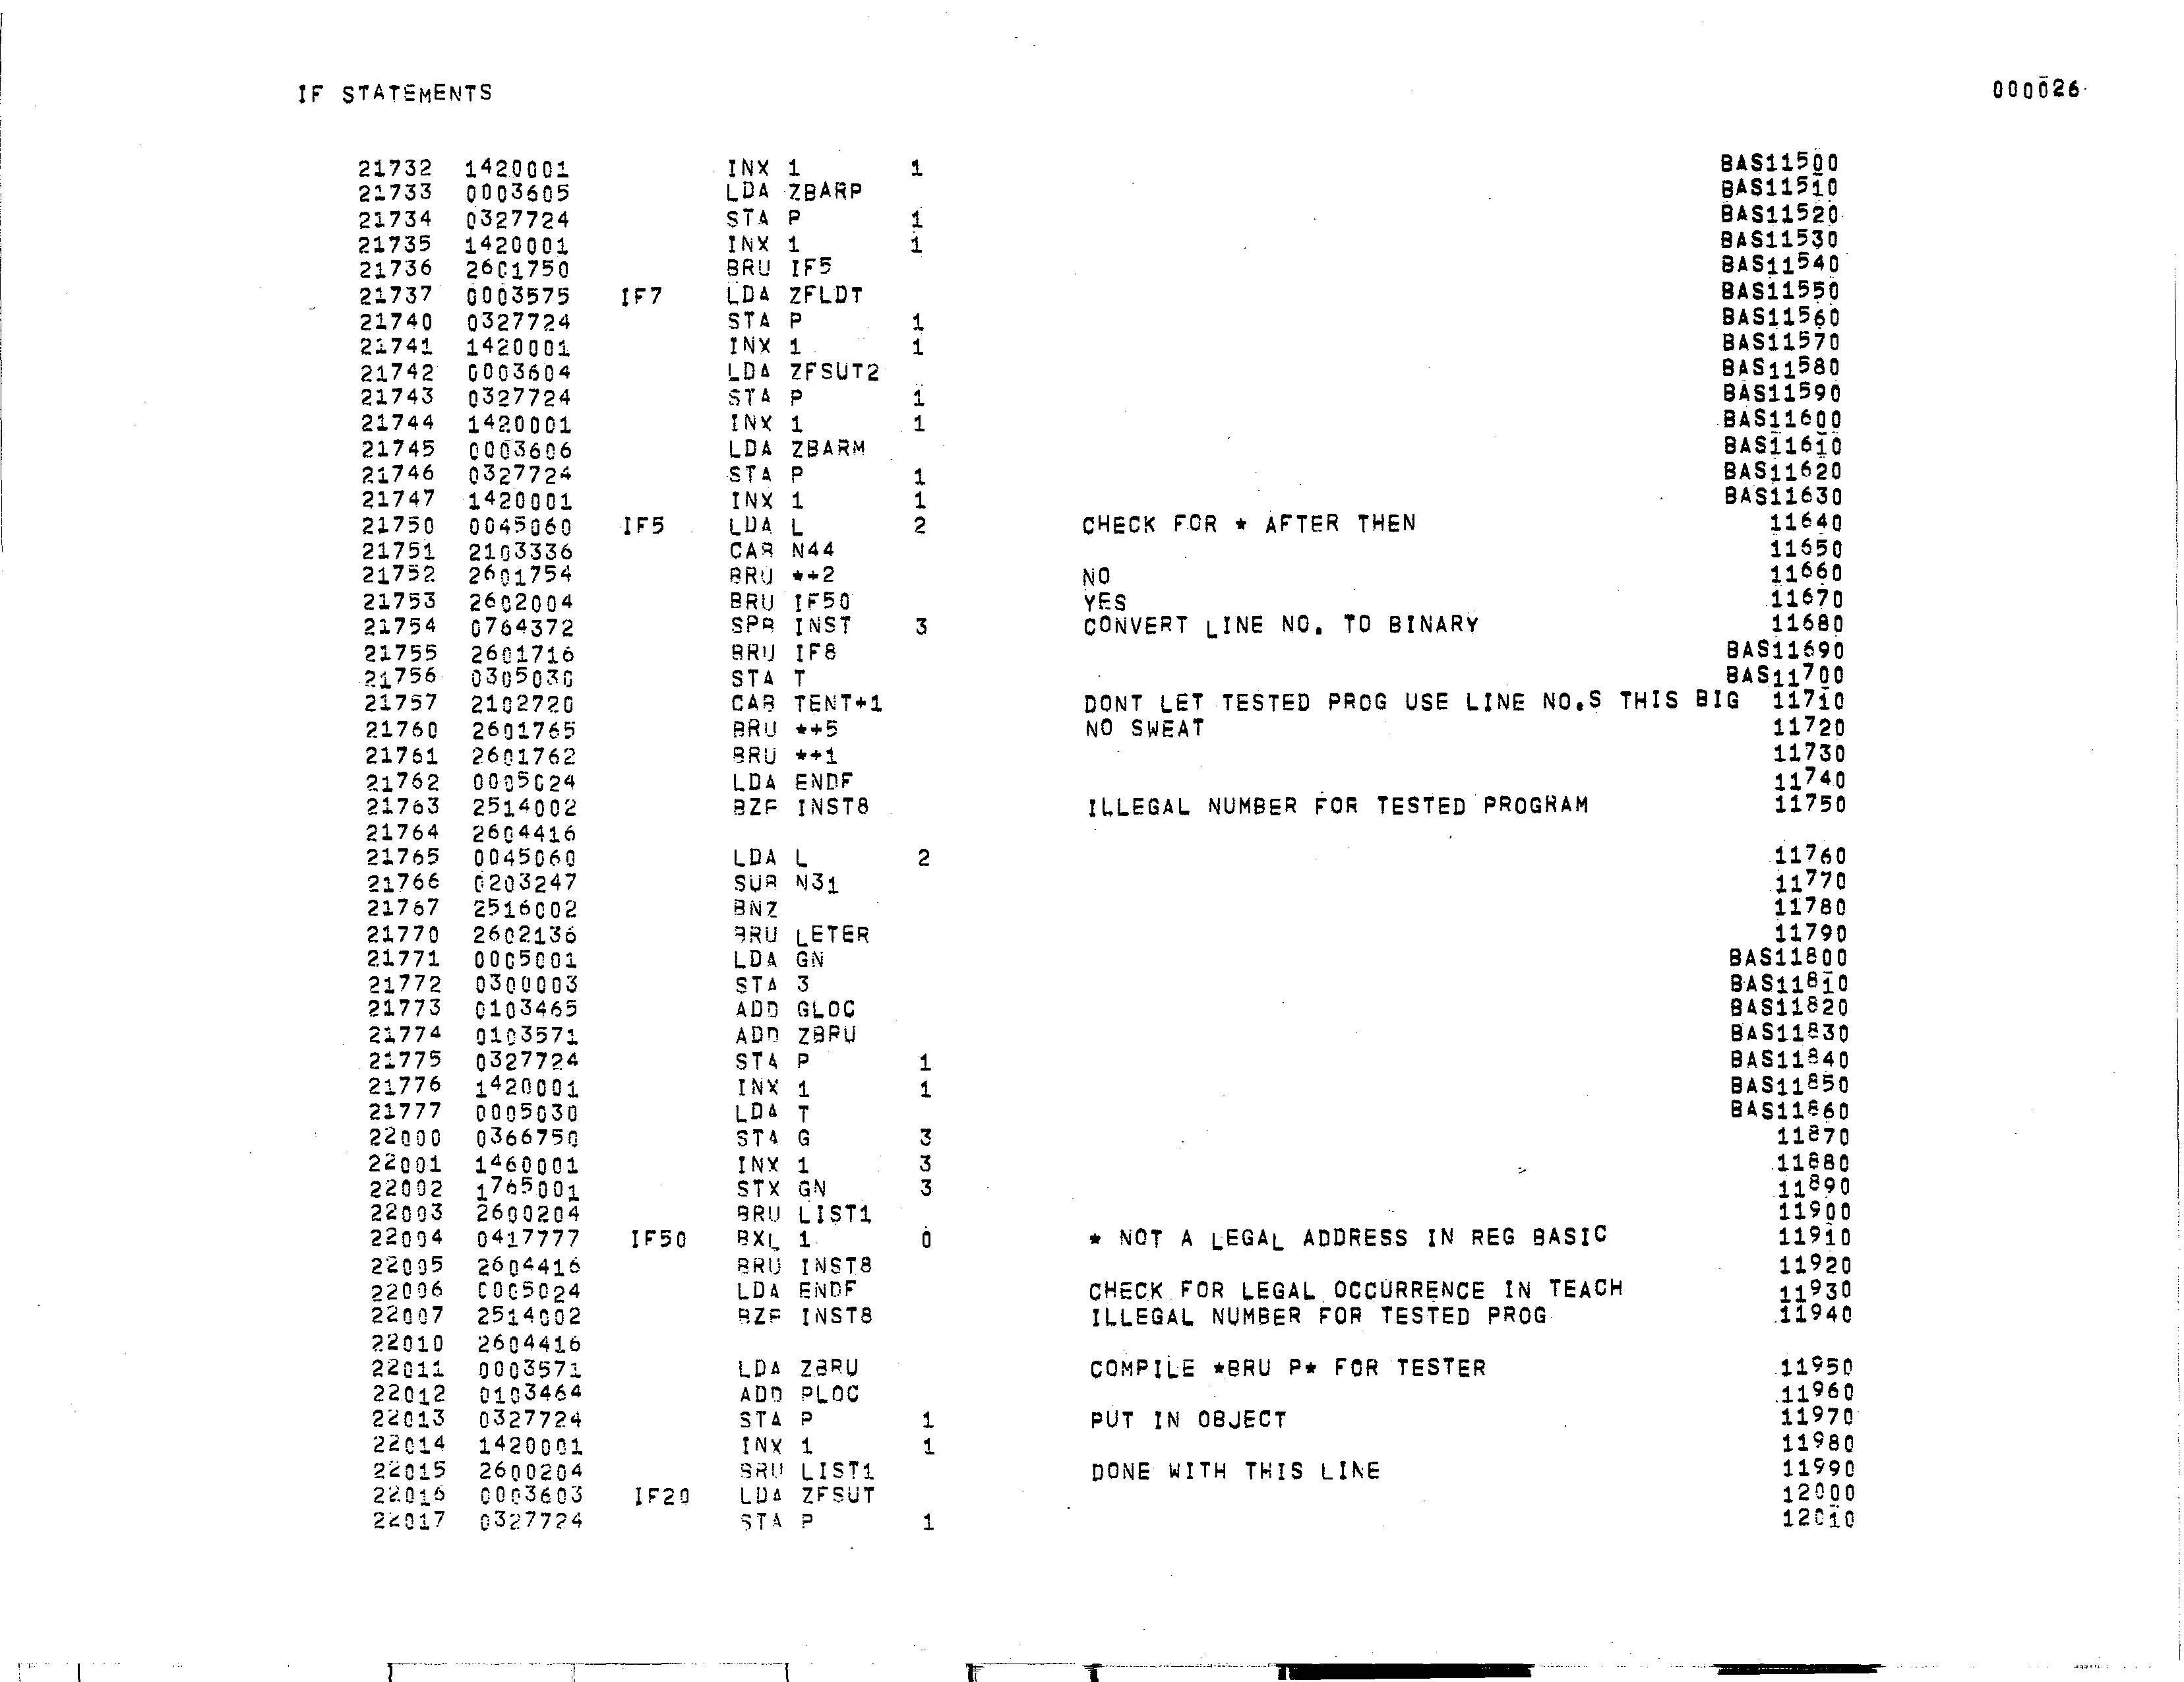 IF STATEMENTS 000026
21732 1420001 INX 1 1 BAS11500
21733 0003605 LDA ZBARP BAS11510
21734 0327724 STA P 1 BAS11520
21735 1420001 INX 1 1 BAS11530
21736 2601750 BRU IF5 BAS11540
21737 0003575 IF7 LDA ZFLDT BAS11550
21740 0327724 STA P 1 BAS11560
21741 1420001 INX 1 1 BAS11570
21742 0003604 LDA ZFSUT2 BAS11580
21743 0327724 STA P 1 BAS11590
21744 1420001 INX 1 1 BAS11600
21745 0003606 LDA ZBARM BAS11610
21746 0327724 STA P 1 BAS11620
21747 1420001 INX 1 1 BAS11630
21750 0045060 IF5 LDA L 2 CHECK FOR * AFTER THEN 11640
21751 2103336 CAB N44 11650
21752 2601754 BRU *+2 NO 11660
21753 2602004 BRU IF50 YES 11670
21754 0764372 SPB INST 3 CONVERT LINE NO. TO BINARY 11680
21755 2601716 BRU IF8 BAS11690
21756 0305030 STA T BAS11700
21757 2102720 CAB TENT+1 DONT LET TESTED PROG USE LINE NO.S THIS BIG 11710
21760 2601765 BRU *+5 NO SWEAT 11720
21761 2601762 BRU *+1 11730
21762 0005024 LDA ENDF 11740
21763 2514002 BZE INST8 ILLEGAL NUMBER FOR TESTED PROGRAM 11750
21764 2604416
21765 0045060 LDA L 2 11760
21766 0203247 SUB N31 11770
21767 2516002 BNZ 11780
21770 2602136 BRU LETER 11790
21771 0005001 LDA GN BAS11800
21772 0300003 STA 3 BAS11810
21773 0103465 ADD GLOC BAS11820
21774 0103571 ADD ZBRU BAS11830
21775 0327724 STA P 1 BAS11840
21776 1420001 INX 1 1 BAS11850
21777 0005030 LDA T BAS11860
22000 0366750 STA G 3 11870
22001 1460001 INX 1 3 11880
22002 1765001 STX GN 3 11890
22003 2600204 BRU LIST1 11900
22004 0417777 IF50 BXL 1 0 * NOT A LEGAL ADDRESS IN REG BASIC 11910
22005 2604416 BRU INST8 11920
22006 0005024 LDA ENDF CHECK FOR LEGAL OCCURRENCE IN TEACH 11930
22007 2514002 BZE INST8 ILLEGAL NUMBER FOR TESTED PROG 11940
22010 2604416
22011 0003571 LDA ZBRU COMPILE *BRU P* FOR TESTER 11950
22012 0103464 ADD PLOC 11960
22013 0327724 STA P 1 PUT IN OBJECT 11970
22014 1420001 INX 1 1 11980
22015 2600204 BRU LIST1 DONE WITH THIS LINE 11990
22016 0003603 IF20 LDA ZFSUT 12000
22017 0327724 STA P 1 12010